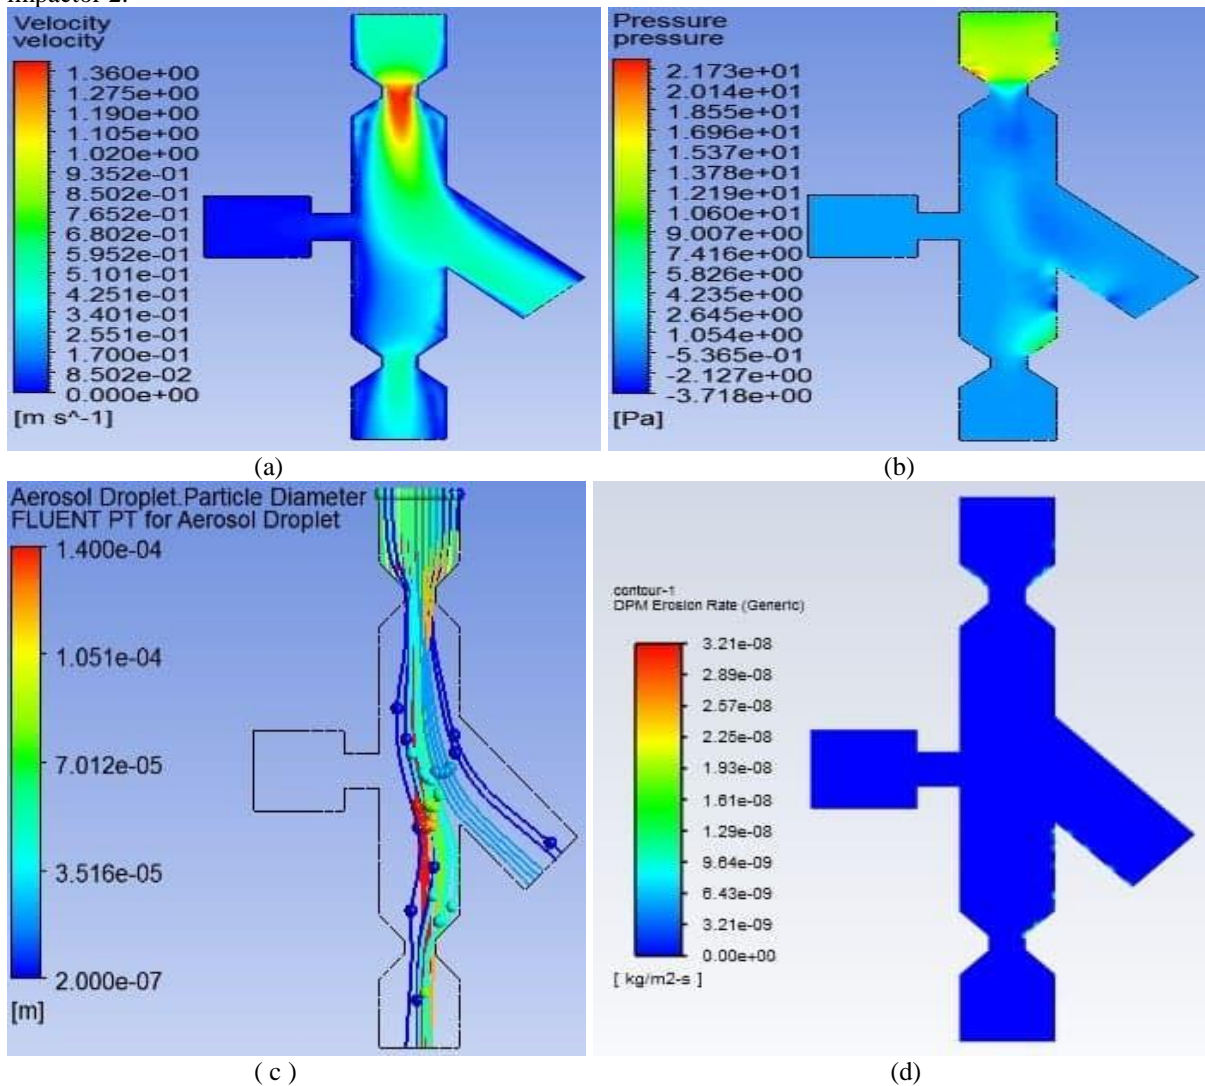 impactor 2.
Velocity
velocity
1.360e+00
1.275e+00
1.190e+00
1.105e+00
1.020e+00
9.352e-01
8.502e-01
7.652e-01
6.802e-01
5.952e-01
5.101e-01
4.251e-01
3.401e-01
2.551e-01
1.700e-01
8.502e-02
0.000e+00
[m s^-1]
(a)
Pressure
pressure
2.173e+01
2.014e+01
1.855e+01
1.696e+01
1.537e+01
1.378e+01
1.219e+01
1.060e+01
9.007e+00
7.416e+00
5.826e+00
4.235e+00
2.645e+00
1.054e+00
-5.365e-01
-2.127e+00
-3.718e+00
[Pa]
(b)
Aerosol Droplet.Particle Diameter
FLUENT PT for Aerosol Droplet
1.400e-04
1.051e-04
7.012e-05
3.516e-05
2.000e-07
[m]
( c )
contour-1
DPM Erosion Rate (Generic)
3.21e-08
2.89e-08
2.57e-08
2.25e-08
1.93e-08
1.61e-08
1.29e-08
9.64e-09
6.43e-09
3.21e-09
0.00e+00
[ kg/m2-s ]
(d)